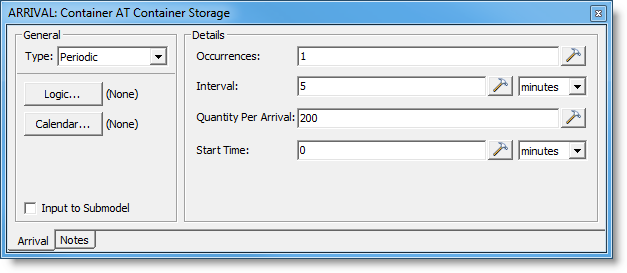 ARRIVAL: Container AT Container Storage
General
Type: Periodic
Logic... (None)
Calendar... (None)
Input to Submodel
Details
Occurrences: 1
Interval: 5 minutes
Quantity Per Arrival: 200
Start Time: 0 minutes
Arrival Notes